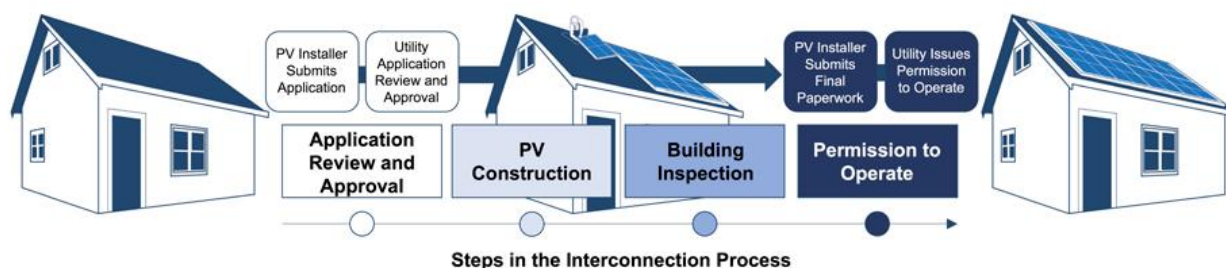 PV Installer
Submits
Application
Utility
Application
Review and
Approval
PV Installer
Submits
Final
Paperwork
Utility Issues
Permission
to Operate
Application
Review and
Approval
PV
Construction
Building
Inspection
Permission to
Operate
Steps in the Interconnection Process